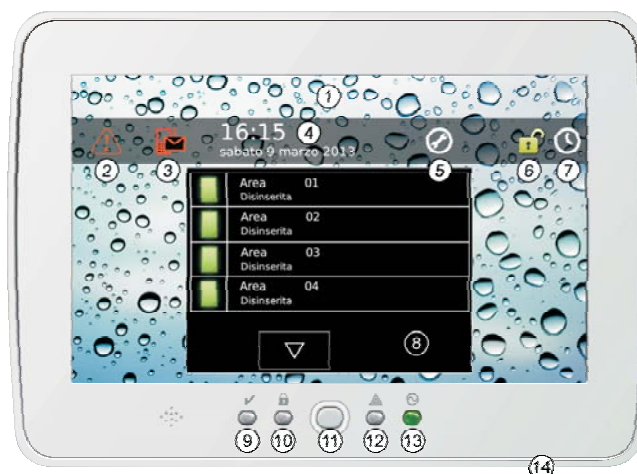 ①
16:15 ④
sabato 9 marzo 2013
② ③ ⑤ ⑥ ⑦
Area 01
Disinserita
Area 02
Disinserita
Area 03
Disinserita
Area 04
Disinserita
⑧
⑨ ⑩ ⑪ ⑫ ⑬
⑭